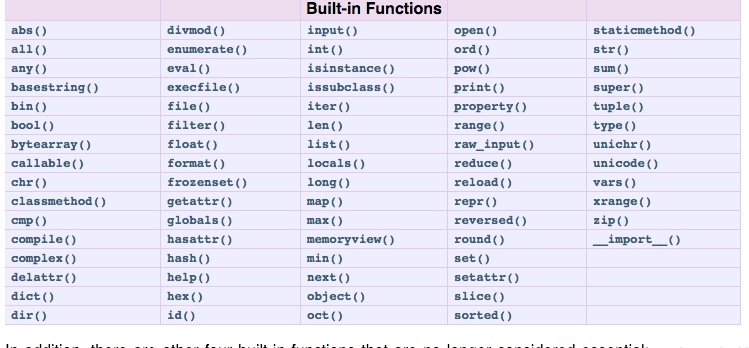 Built-in Functions
abs() divmod() input() open() staticmethod()
all() enumerate() int() ord() str()
any() eval() isinstance() pow() sum()
basestring() execfile() issubclass() print() super()
bin() file() iter() property() tuple()
bool() filter() len() range() type()
bytearray() float() list() raw_input() unichr()
callable() format() locals() reduce() unicode()
chr() frozenset() long() reload() vars()
classmethod() getattr() map() repr() xrange()
cmp() globals() max() reversed() zip()
compile() hasattr() memoryview() round() __import__()
complex() hash() min() set()
delattr() help() next() setattr()
dict() hex() object() slice()
dir() id() oct() sorted()
In addition, there are other four built-in functions that are no longer considered essential: